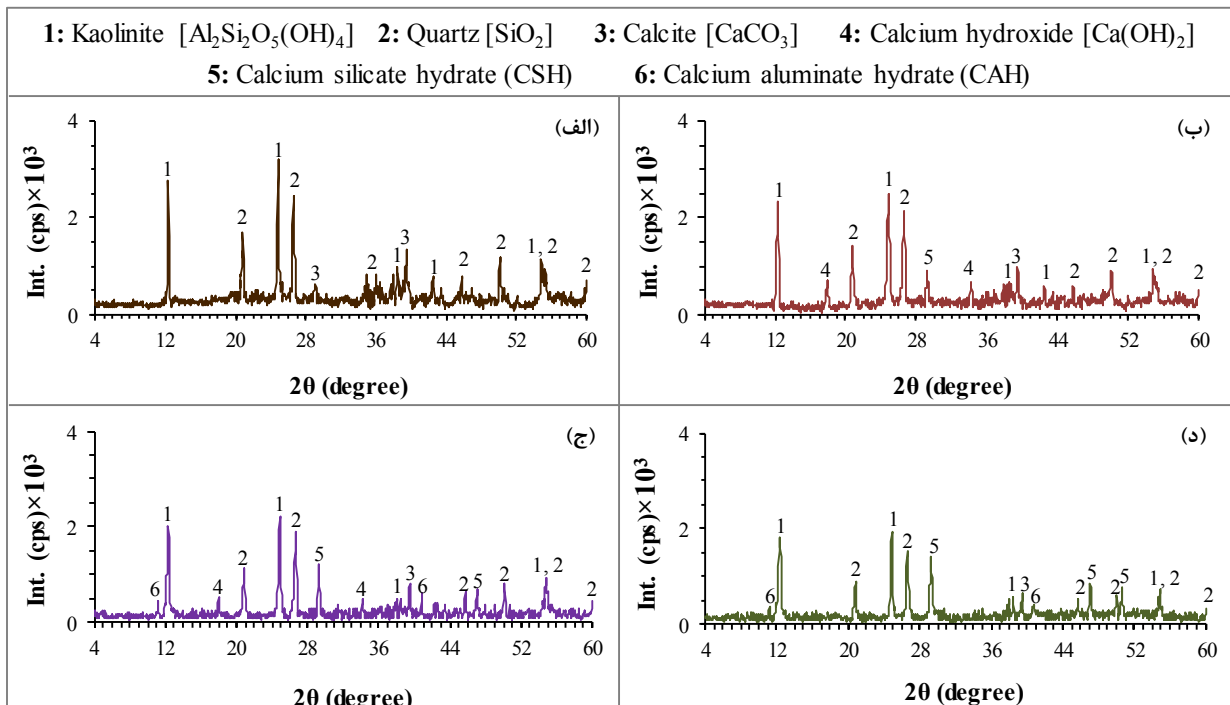 1: Kaolinite [Al₂Si₂O₅(OH)₄] 2: Quartz [SiO₂] 3: Calcite [CaCO₃] 4: Calcium hydroxide [Ca(OH)₂]
5: Calcium silicate hydrate (CSH) 6: Calcium aluminate hydrate (CAH)
(الف)
Int. (cps)×10³
4
2
0
1 2 1 2 3 2 1 3 1 2 2 1, 2 2
4 12 20 28 36 44 52 60
2θ (degree)
(ب)
Int. (cps)×10³
4
2
0
1 4 2 1 2 5 4 1 3 1 2 2 1, 2 2
4 12 20 28 36 44 52 60
2θ (degree)
(ج)
Int. (cps)×10³
4
2
0
6 1 4 2 1 2 5 4 1 3 6 2 5 2 1, 2 2
4 12 20 28 36 44 52 60
2θ (degree)
(د)
Int. (cps)×10³
4
2
0
6 1 2 1 2 5 1 3 6 2 5 2 5 1, 2 2
4 12 20 28 36 44 52 60
2θ (degree)